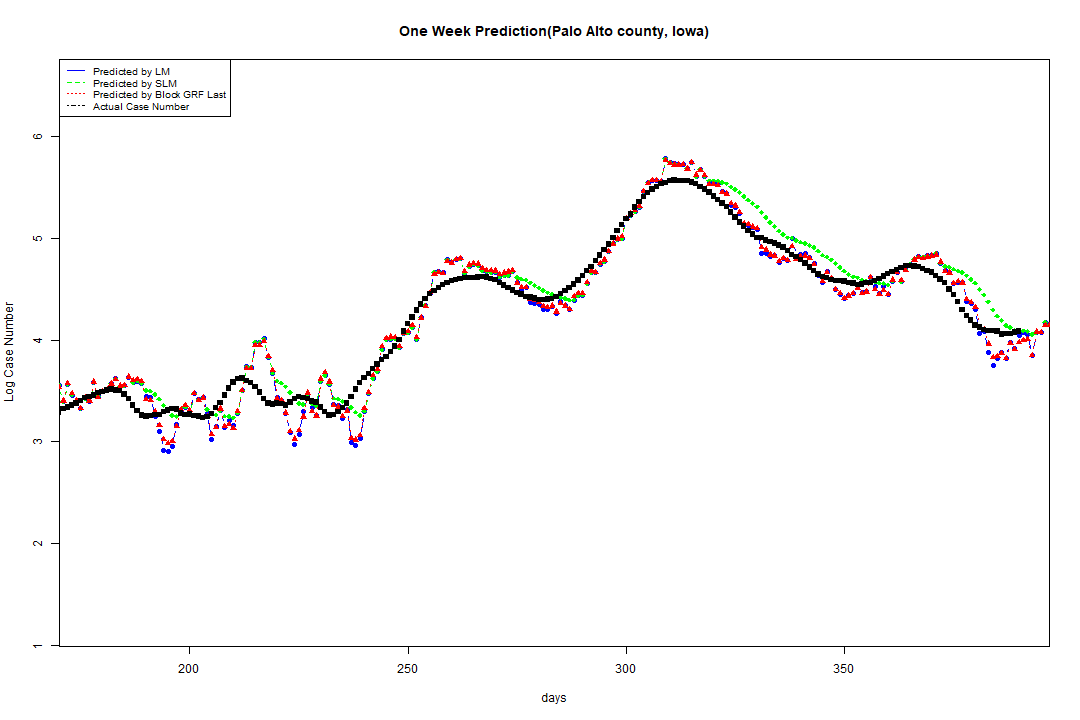 One Week Prediction(Palo Alto county, Iowa)
Predicted by LM
Predicted by SLM
Predicted by Block GRF Last
Actual Case Number
6
5
4
3
2
1
Log Case Number
200 250 300 350
days